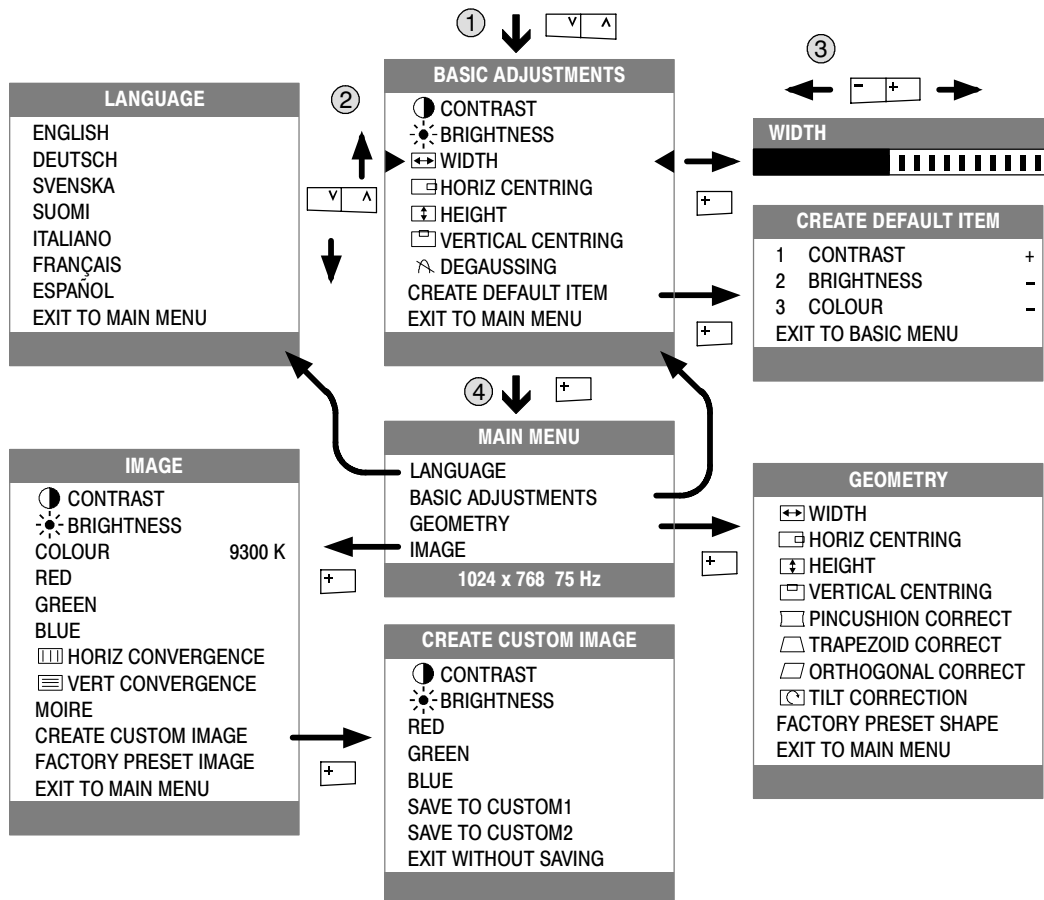 1
v ʌ
BASIC ADJUSTMENTS
CONTRAST
BRIGHTNESS
WIDTH
HORIZ CENTRING
HEIGHT
VERTICAL CENTRING
DEGAUSSING
CREATE DEFAULT ITEM
EXIT TO MAIN MENU
LANGUAGE
ENGLISH
DEUTSCH
SVENSKA
SUOMI
ITALIANO
FRANÇAIS
ESPAÑOL
EXIT TO MAIN MENU
2
v ʌ
3
- +
WIDTH
+
CREATE DEFAULT ITEM
1 CONTRAST +
2 BRIGHTNESS -
3 COLOUR -
EXIT TO BASIC MENU
+
4
+
MAIN MENU
LANGUAGE
BASIC ADJUSTMENTS
GEOMETRY
IMAGE
1024 x 768 75 Hz
+
+
IMAGE
CONTRAST
BRIGHTNESS
COLOUR 9300 K
RED
GREEN
BLUE
HORIZ CONVERGENCE
VERT CONVERGENCE
MOIRE
CREATE CUSTOM IMAGE
FACTORY PRESET IMAGE
EXIT TO MAIN MENU
+
CREATE CUSTOM IMAGE
CONTRAST
BRIGHTNESS
RED
GREEN
BLUE
SAVE TO CUSTOM1
SAVE TO CUSTOM2
EXIT WITHOUT SAVING
GEOMETRY
WIDTH
HORIZ CENTRING
HEIGHT
VERTICAL CENTRING
PINCUSHION CORRECT
TRAPEZOID CORRECT
ORTHOGONAL CORRECT
TILT CORRECTION
FACTORY PRESET SHAPE
EXIT TO MAIN MENU